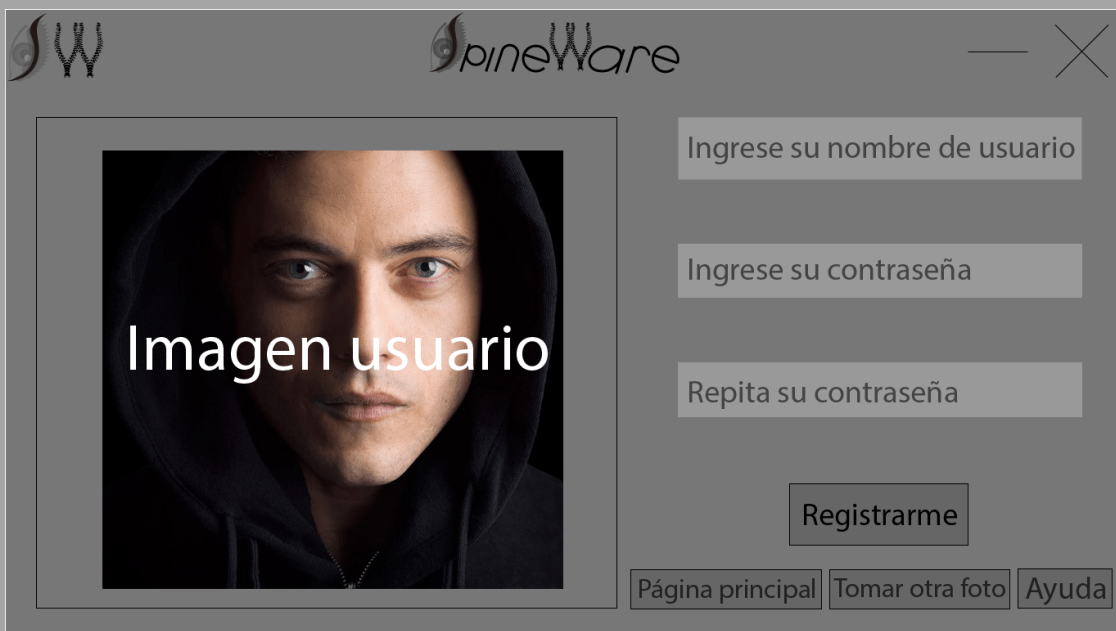 SW
SpineWare
Ingrese su nombre de usuario
Ingrese su contraseña
Imagen usuario
Repita su contraseña
Registrarme
Página principal
Tomar otra foto
Ayuda